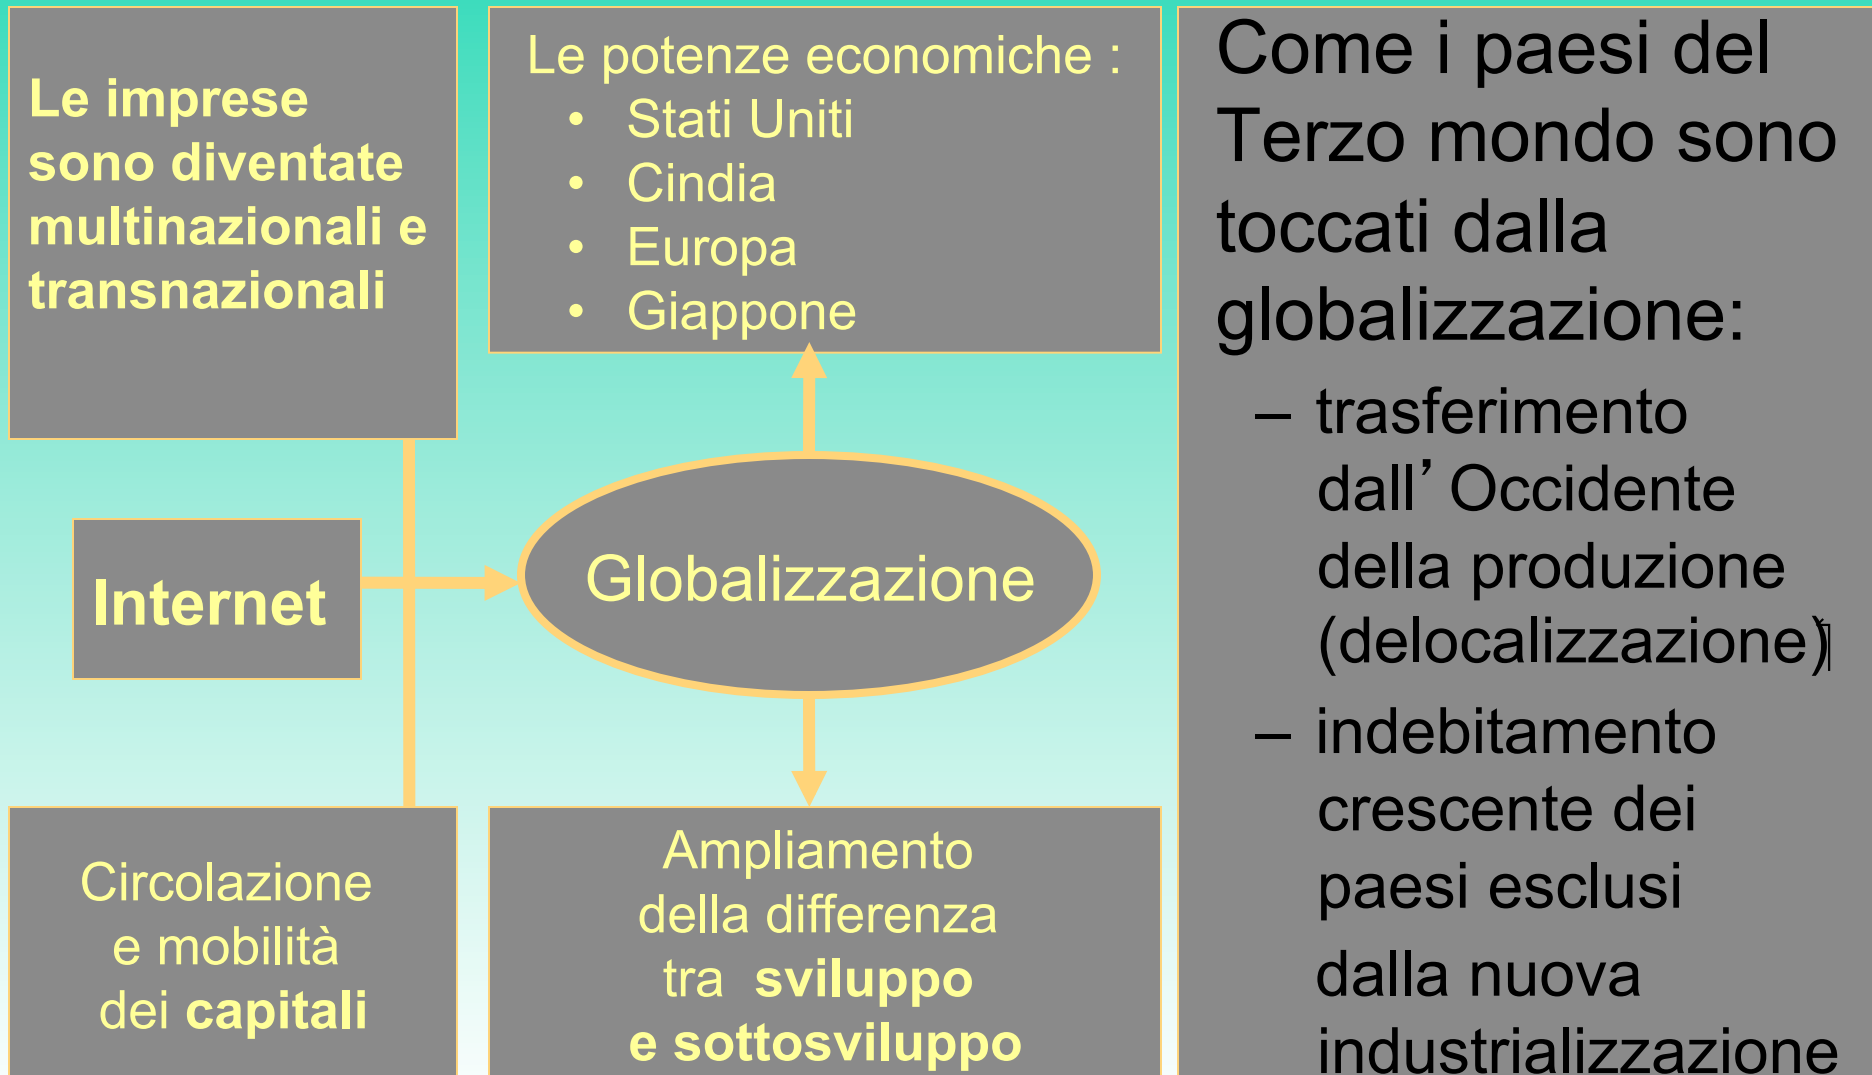 Le imprese
sono diventate
multinazionali e
transnazionali
Le potenze economiche :
• Stati Uniti
• Cindia
• Europa
• Giappone
Internet
Globalizzazione
Circolazione
e mobilità
dei capitali
Ampliamento
della differenza
tra sviluppo
e sottosviluppo
Come i paesi del
Terzo mondo sono
toccati dalla
globalizzazione:
– trasferimento
dall’ Occidente
della produzione
(delocalizzazione)
– indebitamento
crescente dei
paesi esclusi
dalla nuova
industrializzazione